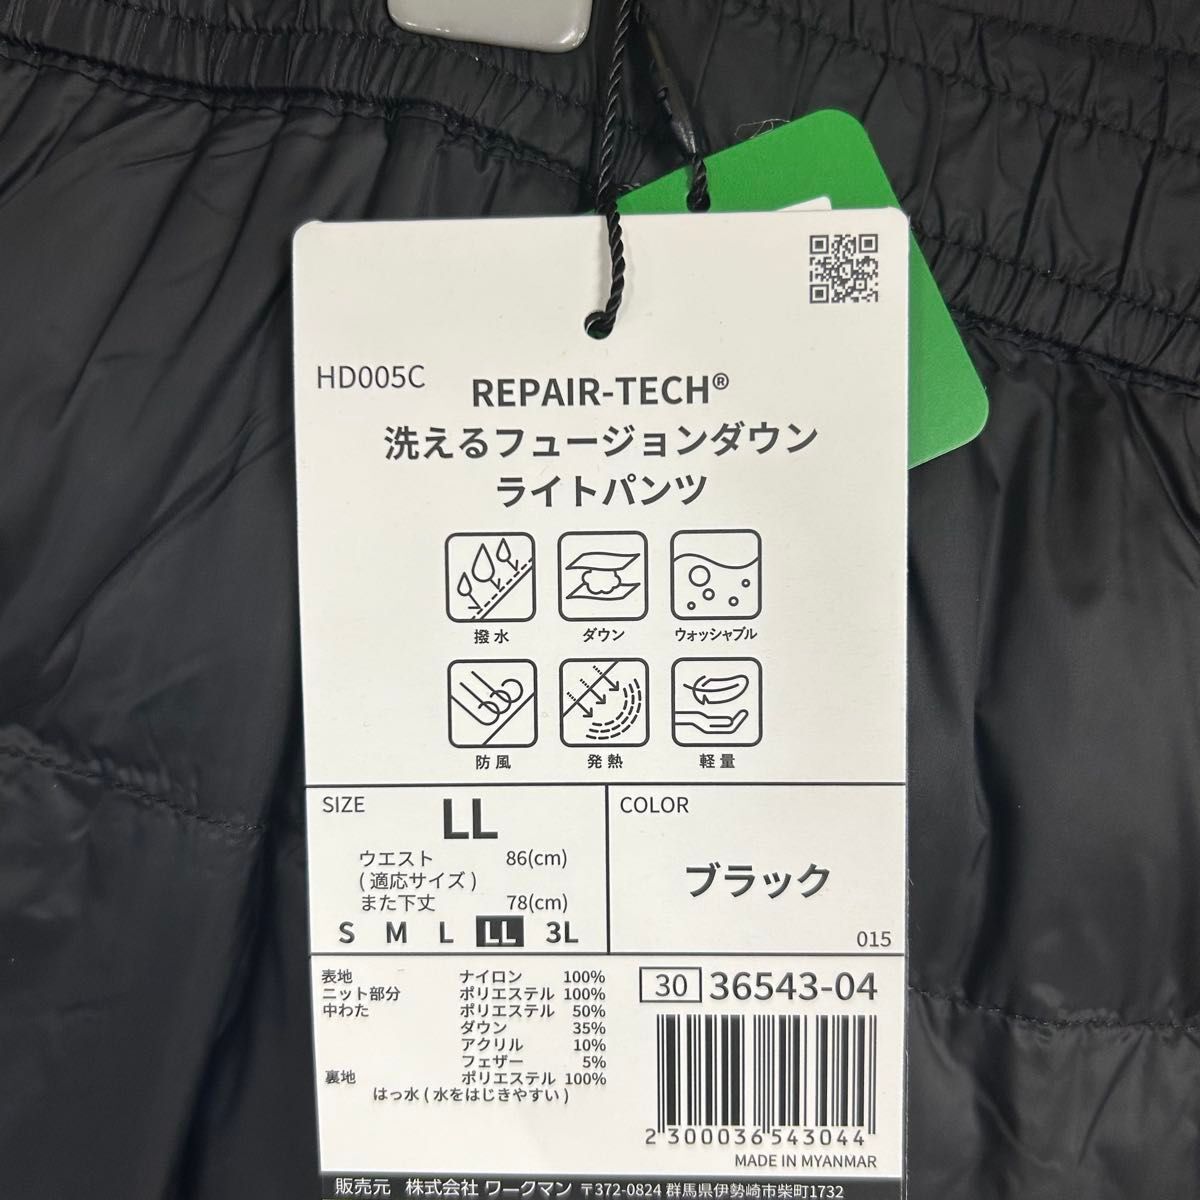 HD005C
REPAIR-TECH®
洗えるフュージョンダウン
ライトパンツ
撥水 ダウン ウォッシャブル
防風 発熱 軽量
SIZE
LL
ウエスト 86(cm)
(適応サイズ)
また下丈 78(cm)
S M L LL 3L
COLOR
ブラック
015
表地 ナイロン 100%
ニット部分 ポリエステル 100%
中わた ポリエステル 50%
ダウン 35%
アクリル 10%
フェザー 5%
裏地 ポリエステル 100%
はっ水(水をはじきやすい)
30 36543-04
2 300036 543044
MADE IN MYANMAR
販売元 株式会社 ワークマン 〒372-0824 群馬県伊勢崎市柴町1732